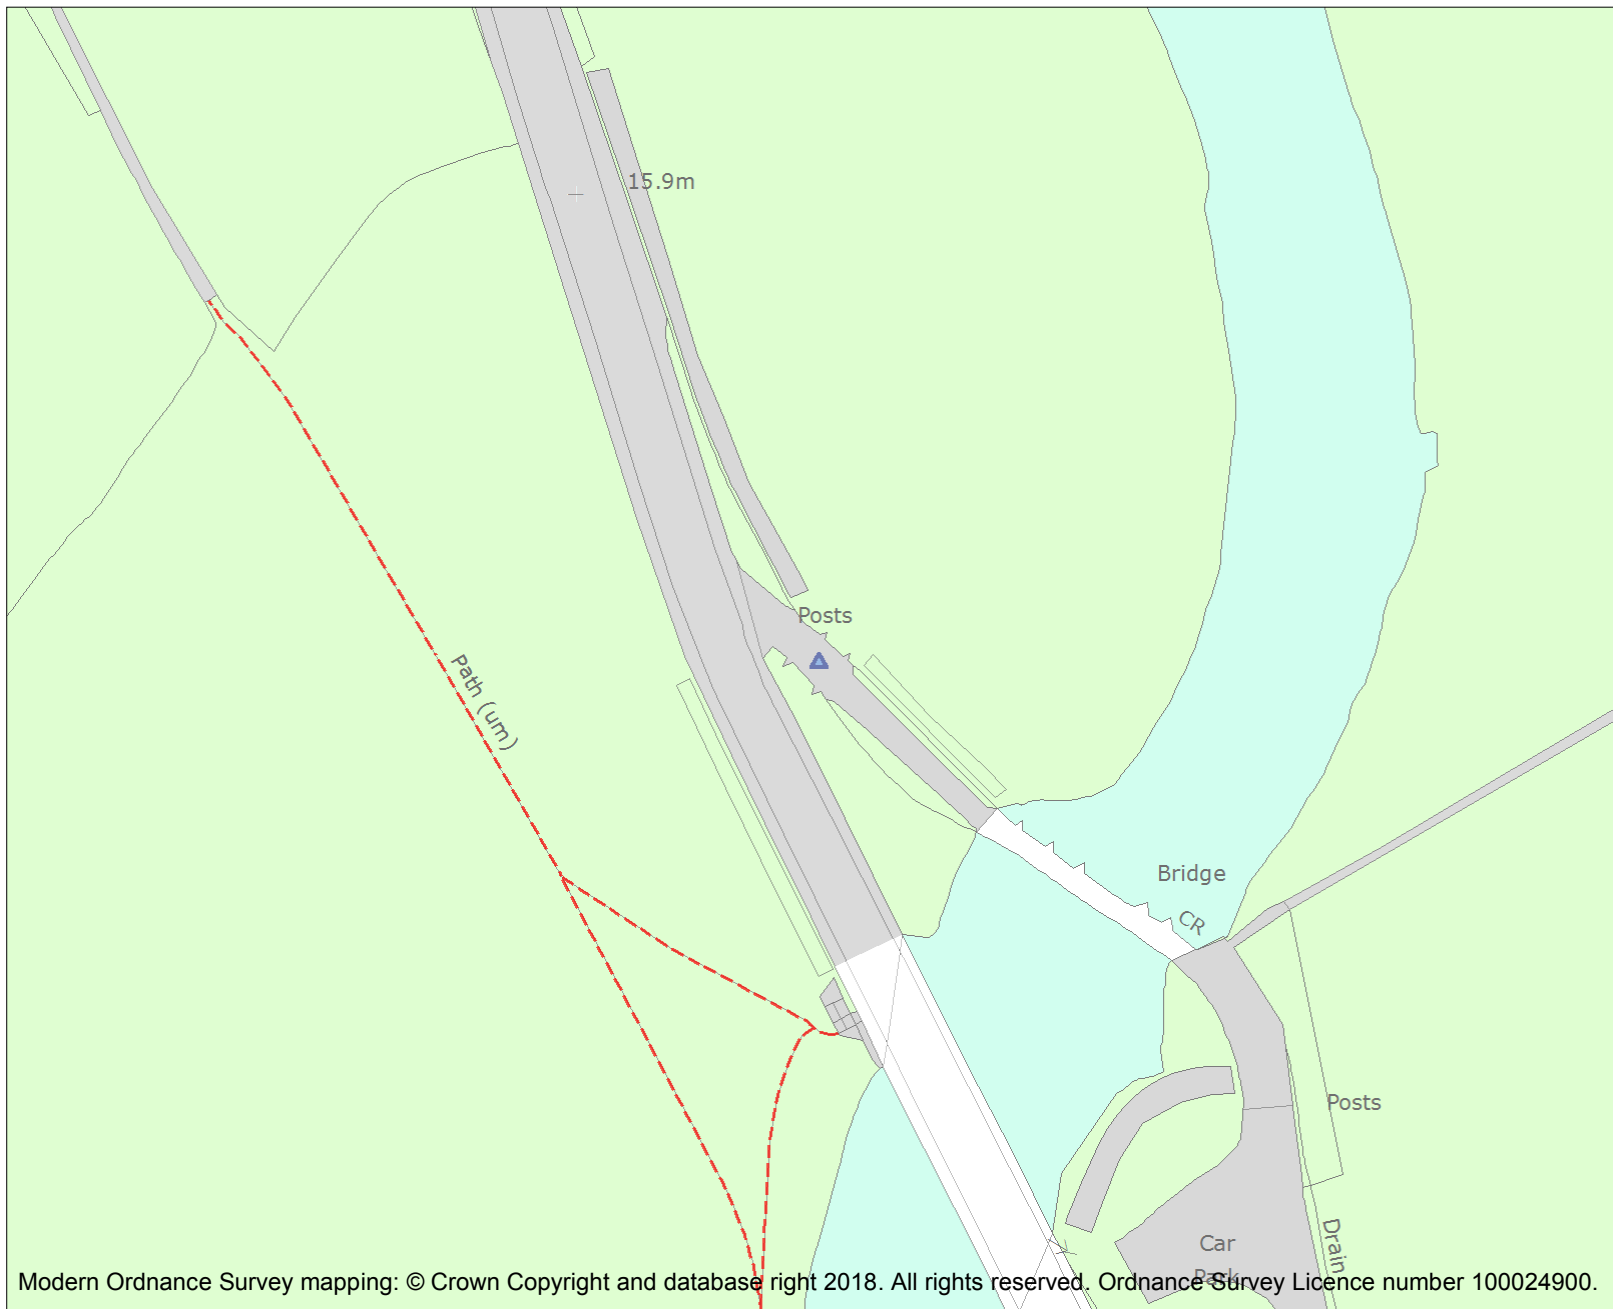 15.9m
Posts
Path (um)
Bridge
CR
Posts
Car
Park
Drain
Modern Ordnance Survey mapping: © Crown Copyright and database right 2018. All rights reserved. Ordnance Survey Licence number 100024900.